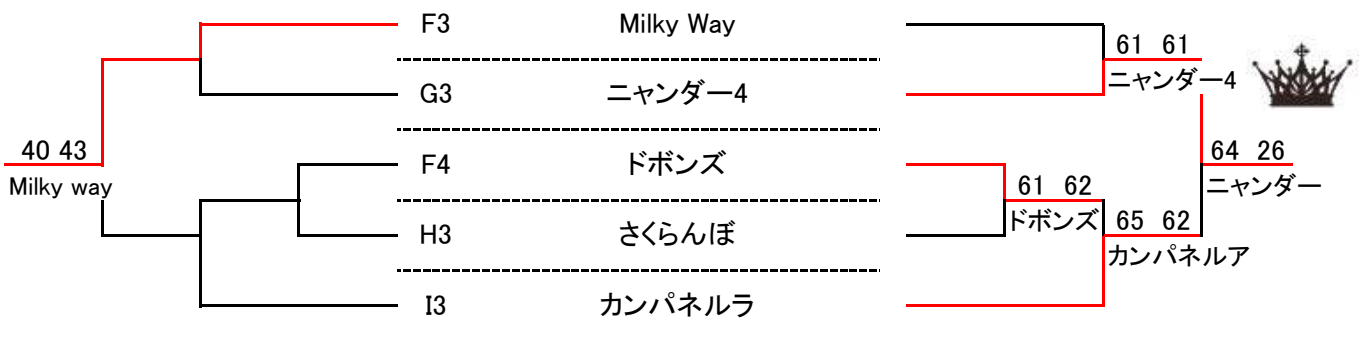 F3 Milky Way
61 61
ニャンダー4
G3 ニャンダー4
40 43
Milky way
F4 ドボンズ
64 26
ニャンダー
61 62
ドボンズ
H3 さくらんぼ
65 62
カンパネルア
I3 カンパネルラ